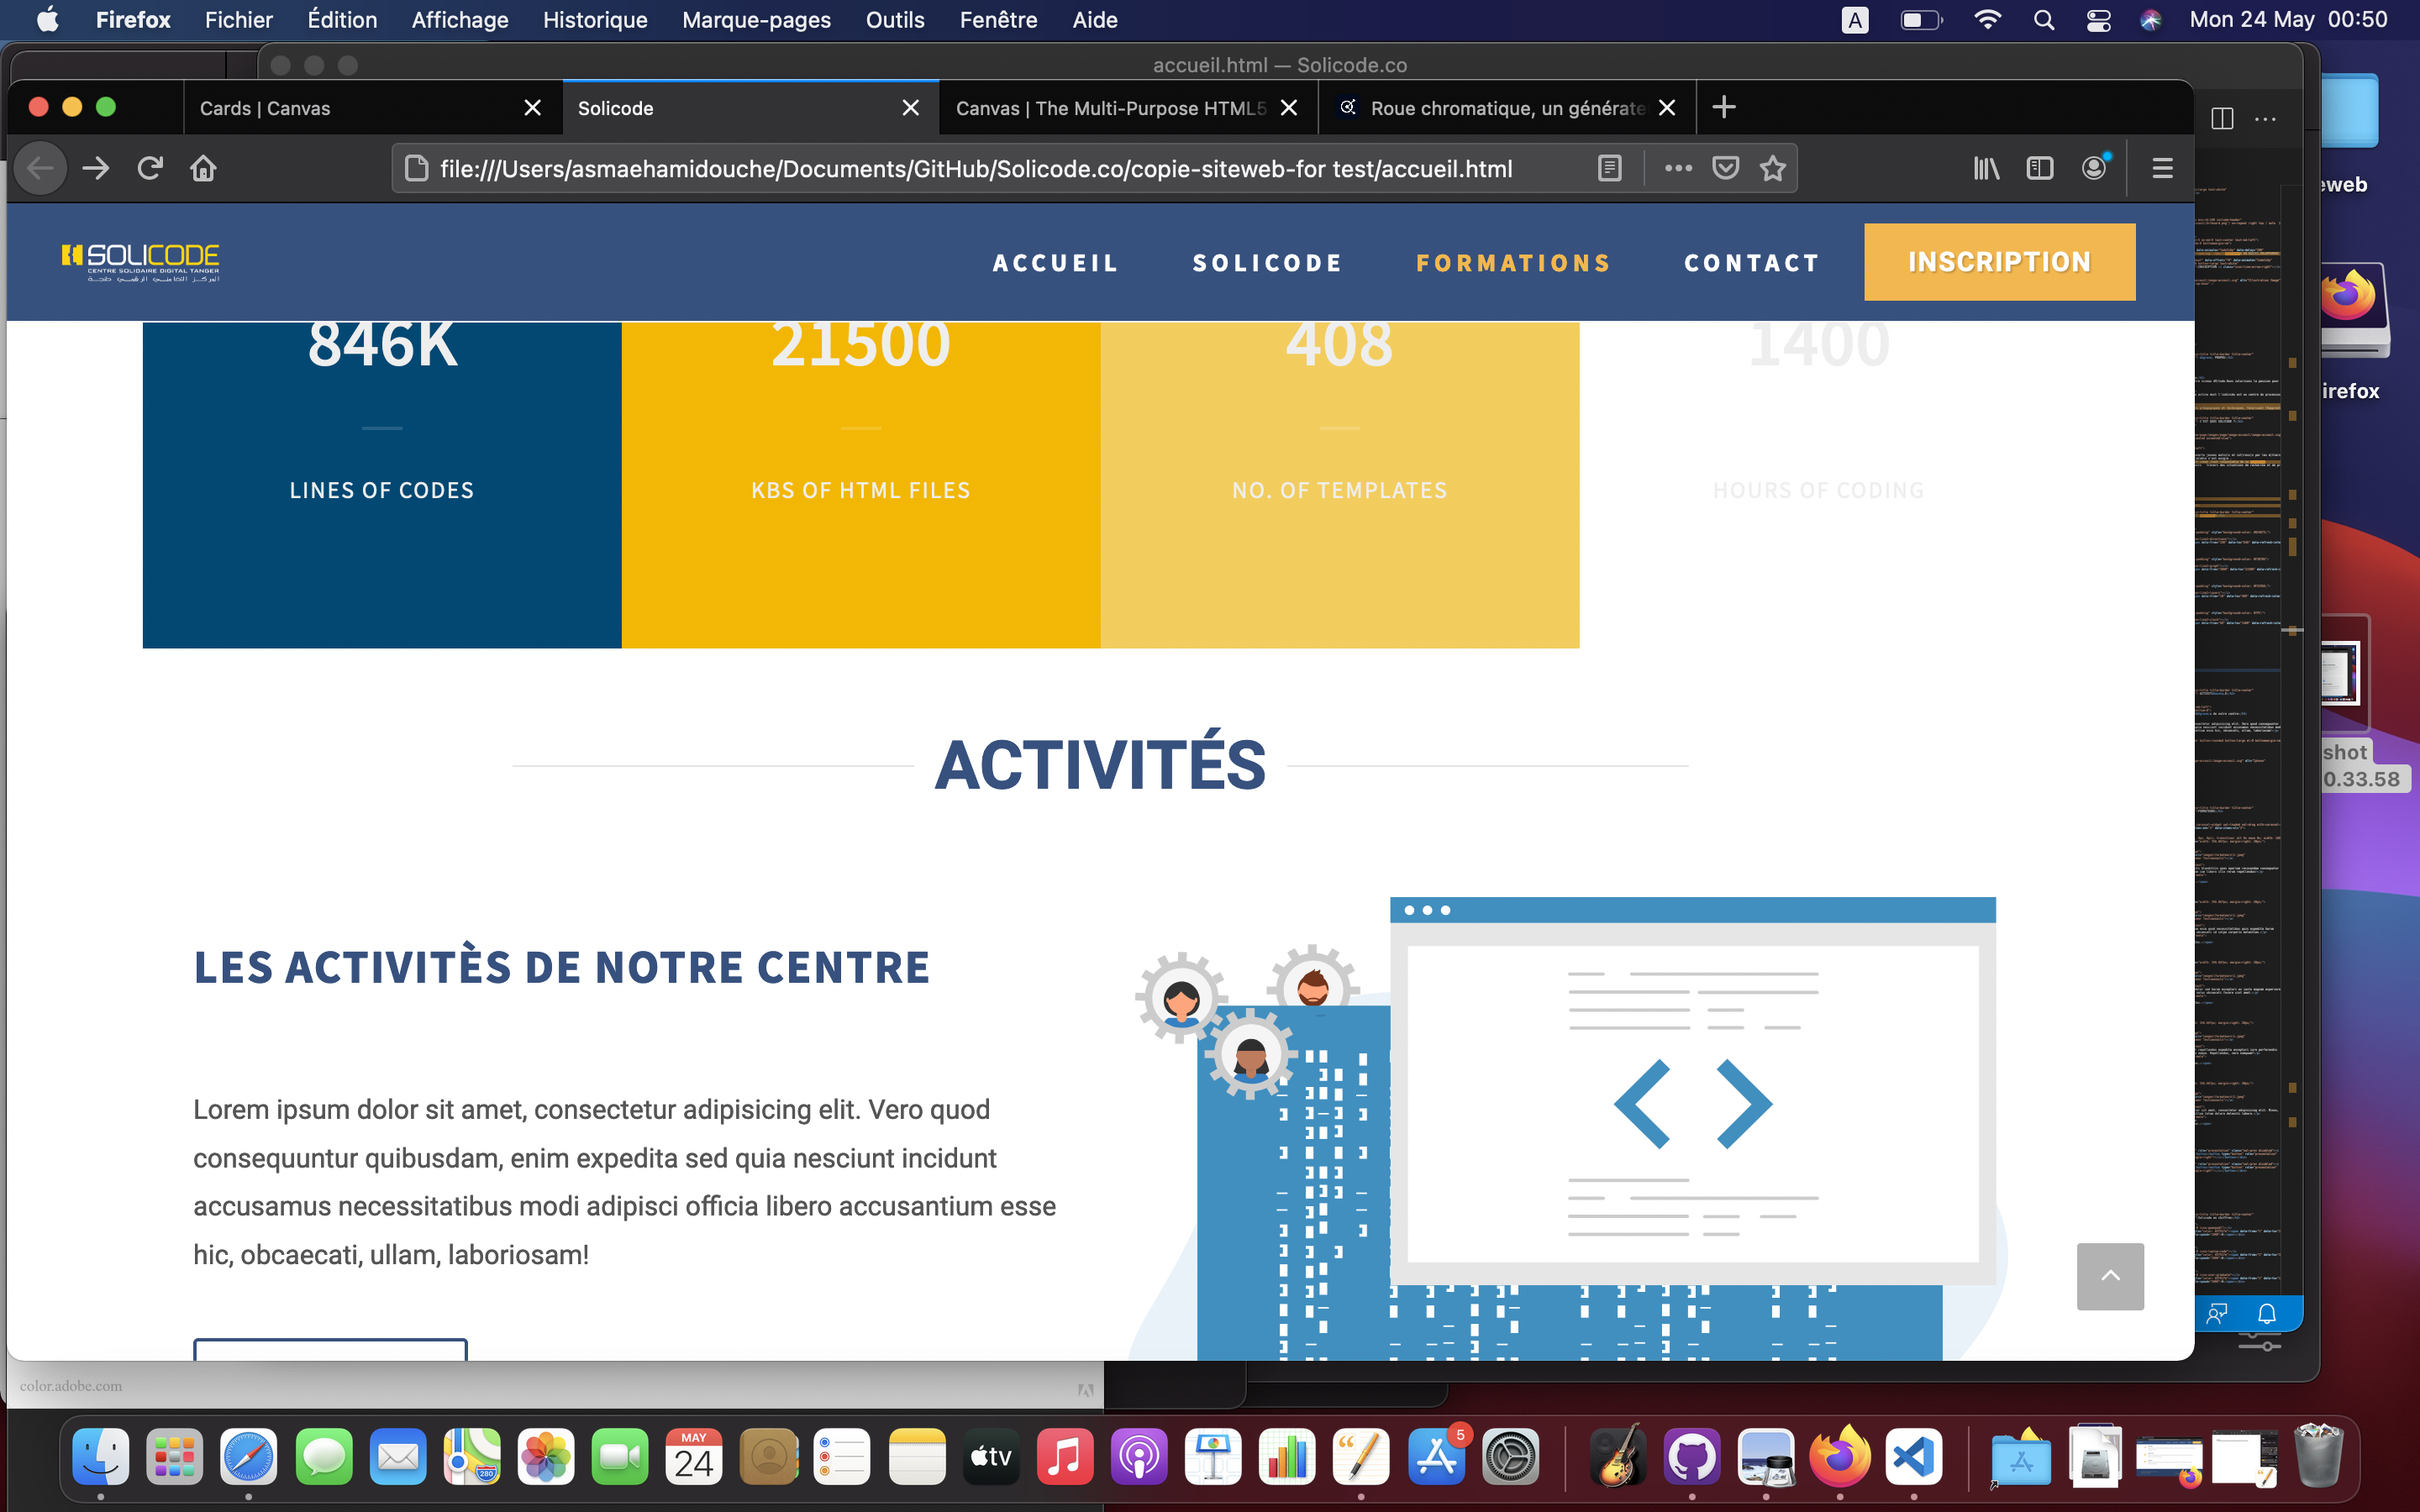 Firefox Fichier Édition Affichage Historique Marque-pages Outils Fenêtre Aide A Mon 24 May 00:50
accueil.html — Solicode.co
Cards | Canvas Solicode Canvas | The Multi-Purpose HTML5 Roue chromatique, un générate
file:///Users/asmaehamidouche/Documents/GitHub/Solicode.co/copie-siteweb-for test/accueil.html
eweb
SOLICODE
CENTRE SOLIDAIRE DIGITAL TANGER
ACCUEIL SOLICODE FORMATIONS CONTACT INSCRIPTION
irefox
846K 21500 408 1400
LINES OF CODES KBS OF HTML FILES NO. OF TEMPLATES HOURS OF CODING
shot
0.33.58
ACTIVITÉS
LES ACTIVITÈS DE NOTRE CENTRE
Lorem ipsum dolor sit amet, consectetur adipisicing elit. Vero quod
consequuntur quibusdam, enim expedita sed quia nesciunt incidunt
accusamus necessitatibus modi adipisci officia libero accusantium esse
hic, obcaecati, ullam, laboriosam!
color.adobe.com
MAY
24
280
tv
5